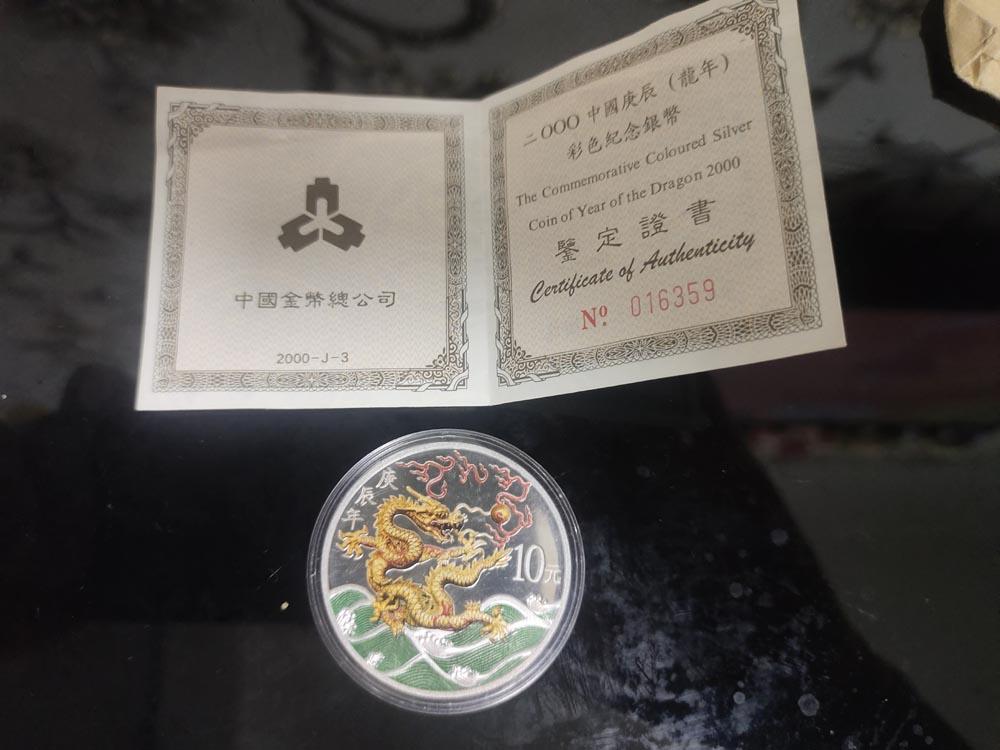 中國金幣總公司
2000-J-3
二OOO中國庚辰（龍年）
彩色紀念銀幣
The Commemorative Coloured Silver
Coin of Year of the Dragon 2000
鑒定證書
Certificate of Authenticity
Nº. 016359
庚辰年
10元